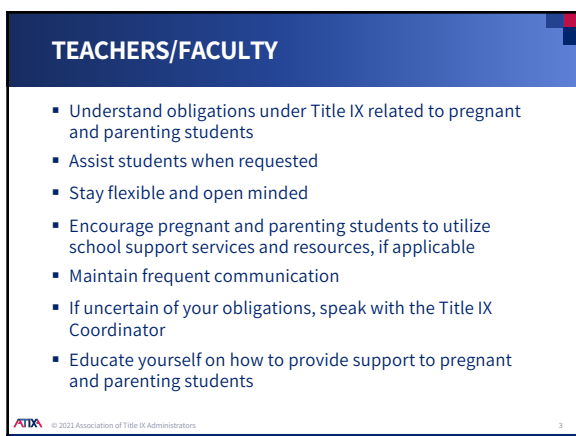 TEACHERS/FACULTY
▪ Understand obligations under Title IX related to pregnant
and parenting students
▪ Assist students when requested
▪ Stay flexible and open minded
▪ Encourage pregnant and parenting students to utilize
school support services and resources, if applicable
▪ Maintain frequent communication
▪ If uncertain of your obligations, speak with the Title IX
Coordinator
▪ Educate yourself on how to provide support to pregnant
and parenting students
ATIXA © 2021 Association of Title IX Administrators 3